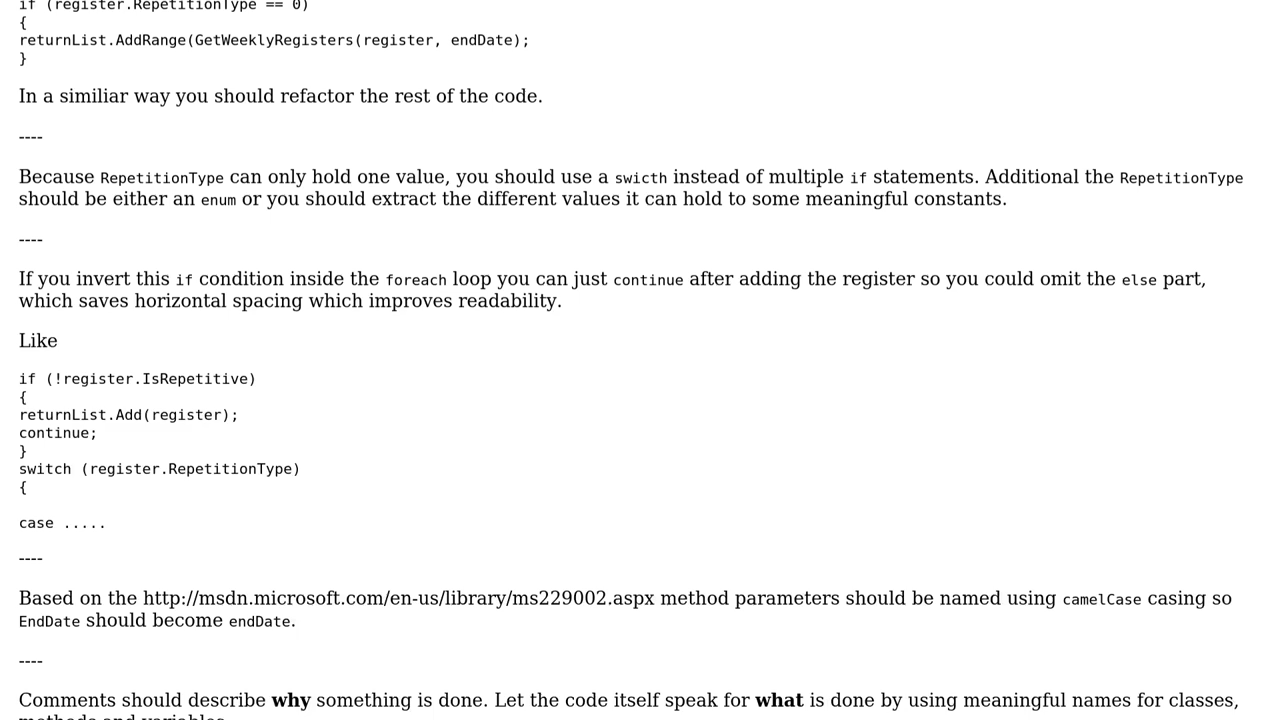 if (register.RepetitionType == 0)
{
returnList.AddRange(GetWeeklyRegisters(register, endDate);
}
In a similiar way you should refactor the rest of the code.
----
Because RepetitionType can only hold one value, you should use a swicth instead of multiple if statements. Additional the RepetitionType
should be either an enum or you should extract the different values it can hold to some meaningful constants.
----
If you invert this if condition inside the foreach loop you can just continue after adding the register so you could omit the else part,
which saves horizontal spacing which improves readability.
Like
if (!register.IsRepetitive)
{
returnList.Add(register);
continue;
}
switch (register.RepetitionType)
{
case .....
----
Based on the http://msdn.microsoft.com/en-us/library/ms229002.aspx method parameters should be named using camelCase casing so
EndDate should become endDate.
----
Comments should describe why something is done. Let the code itself speak for what is done by using meaningful names for classes,
methods and variables.